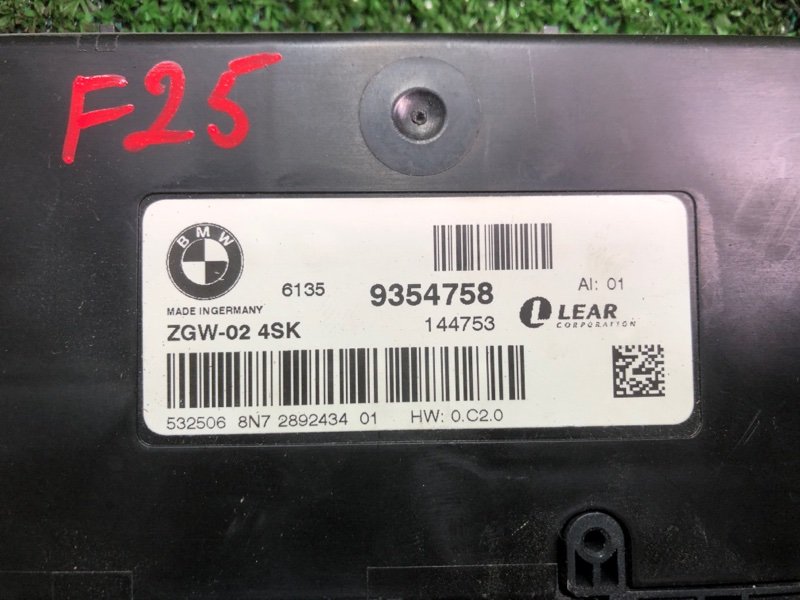 F25
BMW
6135 9354758 AI: 01
MADE INGERMANY
ZGW-02 4SK 144753 LEAR
CORPORATION
532506 8N7 2892434 01 HW: 0.C2.0